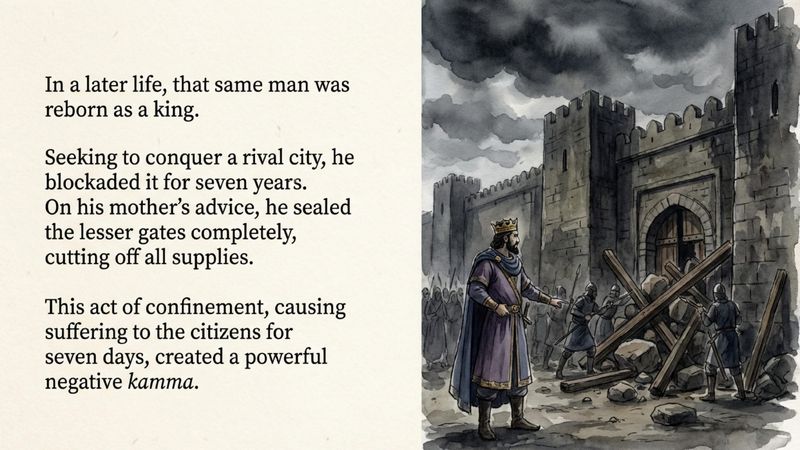 In a later life, that same man was
reborn as a king.
Seeking to conquer a rival city, he
blockaded it for seven years.
On his mother’s advice, he sealed
the lesser gates completely,
cutting off all supplies.
This act of confinement, causing
suffering to the citizens for
seven days, created a powerful
negative kamma.